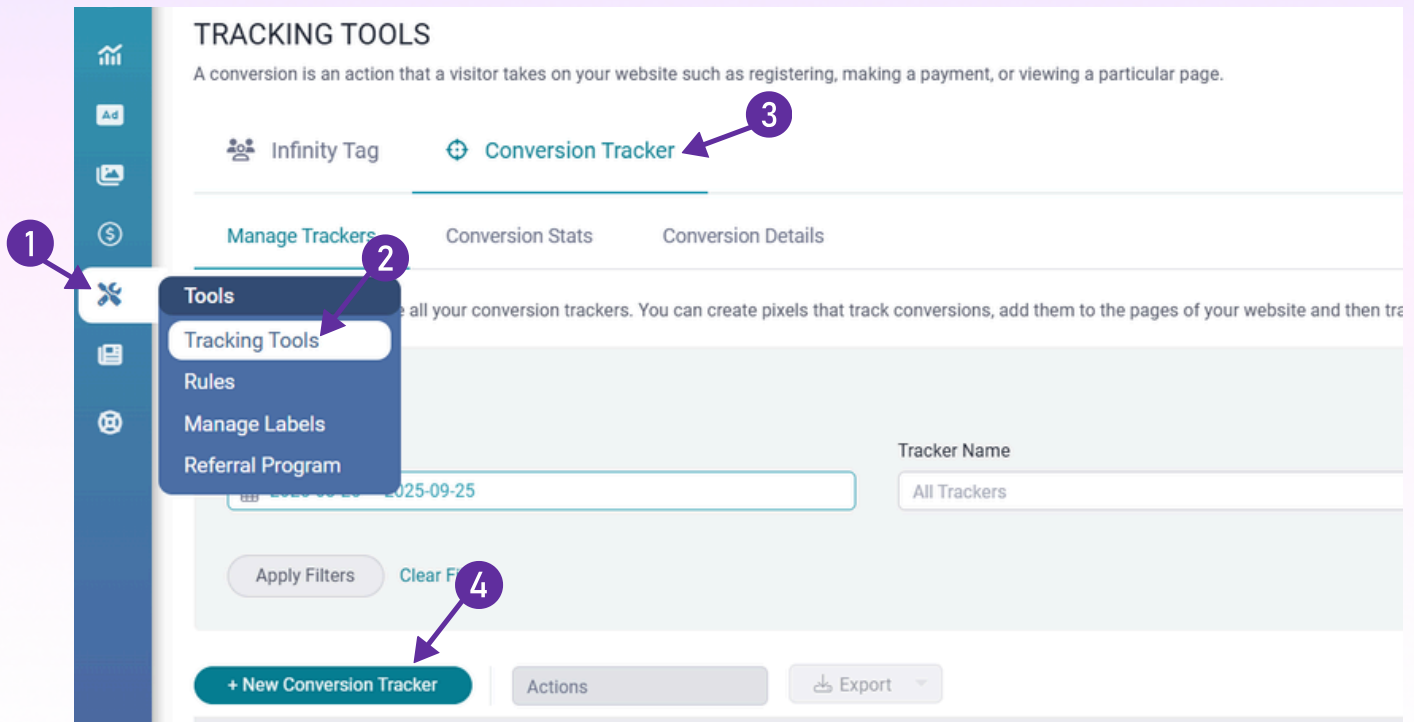 TRACKING TOOLS
A conversion is an action that a visitor takes on your website such as registering, making a payment, or viewing a particular page.
Ad
3
Infinity Tag
Conversion Tracker
1
Manage Trackers
Conversion Stats
Conversion Details
2
Tools
all your conversion trackers. You can create pixels that track conversions, add them to the pages of your website and then
Tracking Tools
Rules
Manage Labels
Referral Program
Tracker Name
2025-09-25
All Trackers
Apply Filters
Clear
4
+ New Conversion Tracker
Actions
Export